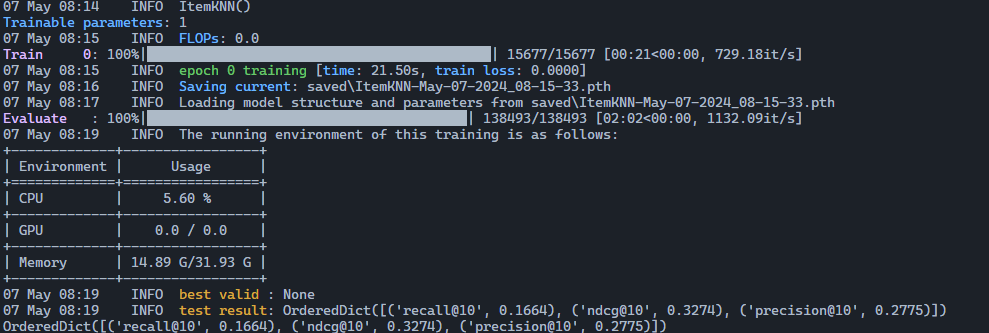 07 May 08:14    INFO  ItemKNN()
Trainable parameters: 1
07 May 08:15    INFO  FLOPs: 0.0
Train     0: 100%|          | 15677/15677 [00:21<00:00, 729.18it/s]
07 May 08:15    INFO  epoch 0 training [time: 21.50s, train loss: 0.0000]
07 May 08:16    INFO  Saving current: saved\ItemKNN-May-07-2024_08-15-33.pth
07 May 08:17    INFO  Loading model structure and parameters from saved\ItemKNN-May-07-2024_08-15-33.pth
Evaluate   : 100%|          | 138493/138493 [02:02<00:00, 1132.09it/s]
07 May 08:19    INFO  The running environment of this training is as follows:
+-------------+-----------------+
| Environment |      Usage      |
+=============+=================+
| CPU         |     5.60 %      |
+-------------+-----------------+
| GPU         |    0.0 / 0.0    |
+-------------+-----------------+
| Memory      | 14.89 G/31.93 G |
+-------------+-----------------+
07 May 08:19    INFO  best valid : None
07 May 08:19    INFO  test result: OrderedDict([('recall@10', 0.1664), ('ndcg@10', 0.3274), ('precision@10', 0.2775)])
OrderedDict([('recall@10', 0.1664), ('ndcg@10', 0.3274), ('precision@10', 0.2775)])